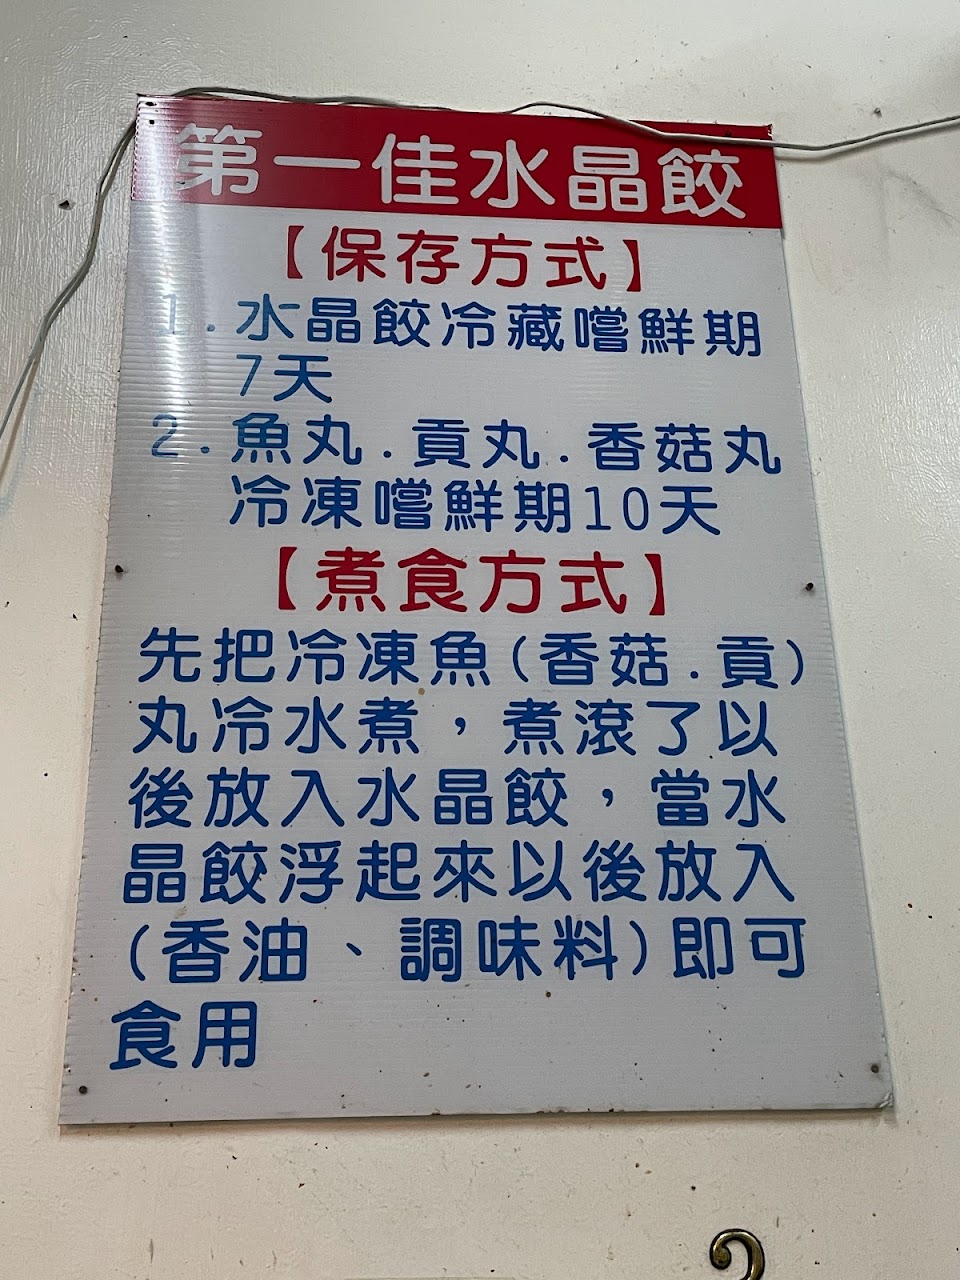 第一佳水晶餃
【保存方式】
1.水晶餃冷藏嚐鮮期
7天
2.魚丸.貢丸.香菇丸
冷凍嚐鮮期10天
【煮食方式】
先把冷凍魚(香菇.貢)
丸冷水煮，煮滾了以
後放入水晶餃，當水
晶餃浮起來以後放入
(香油、調味料)即可
食用